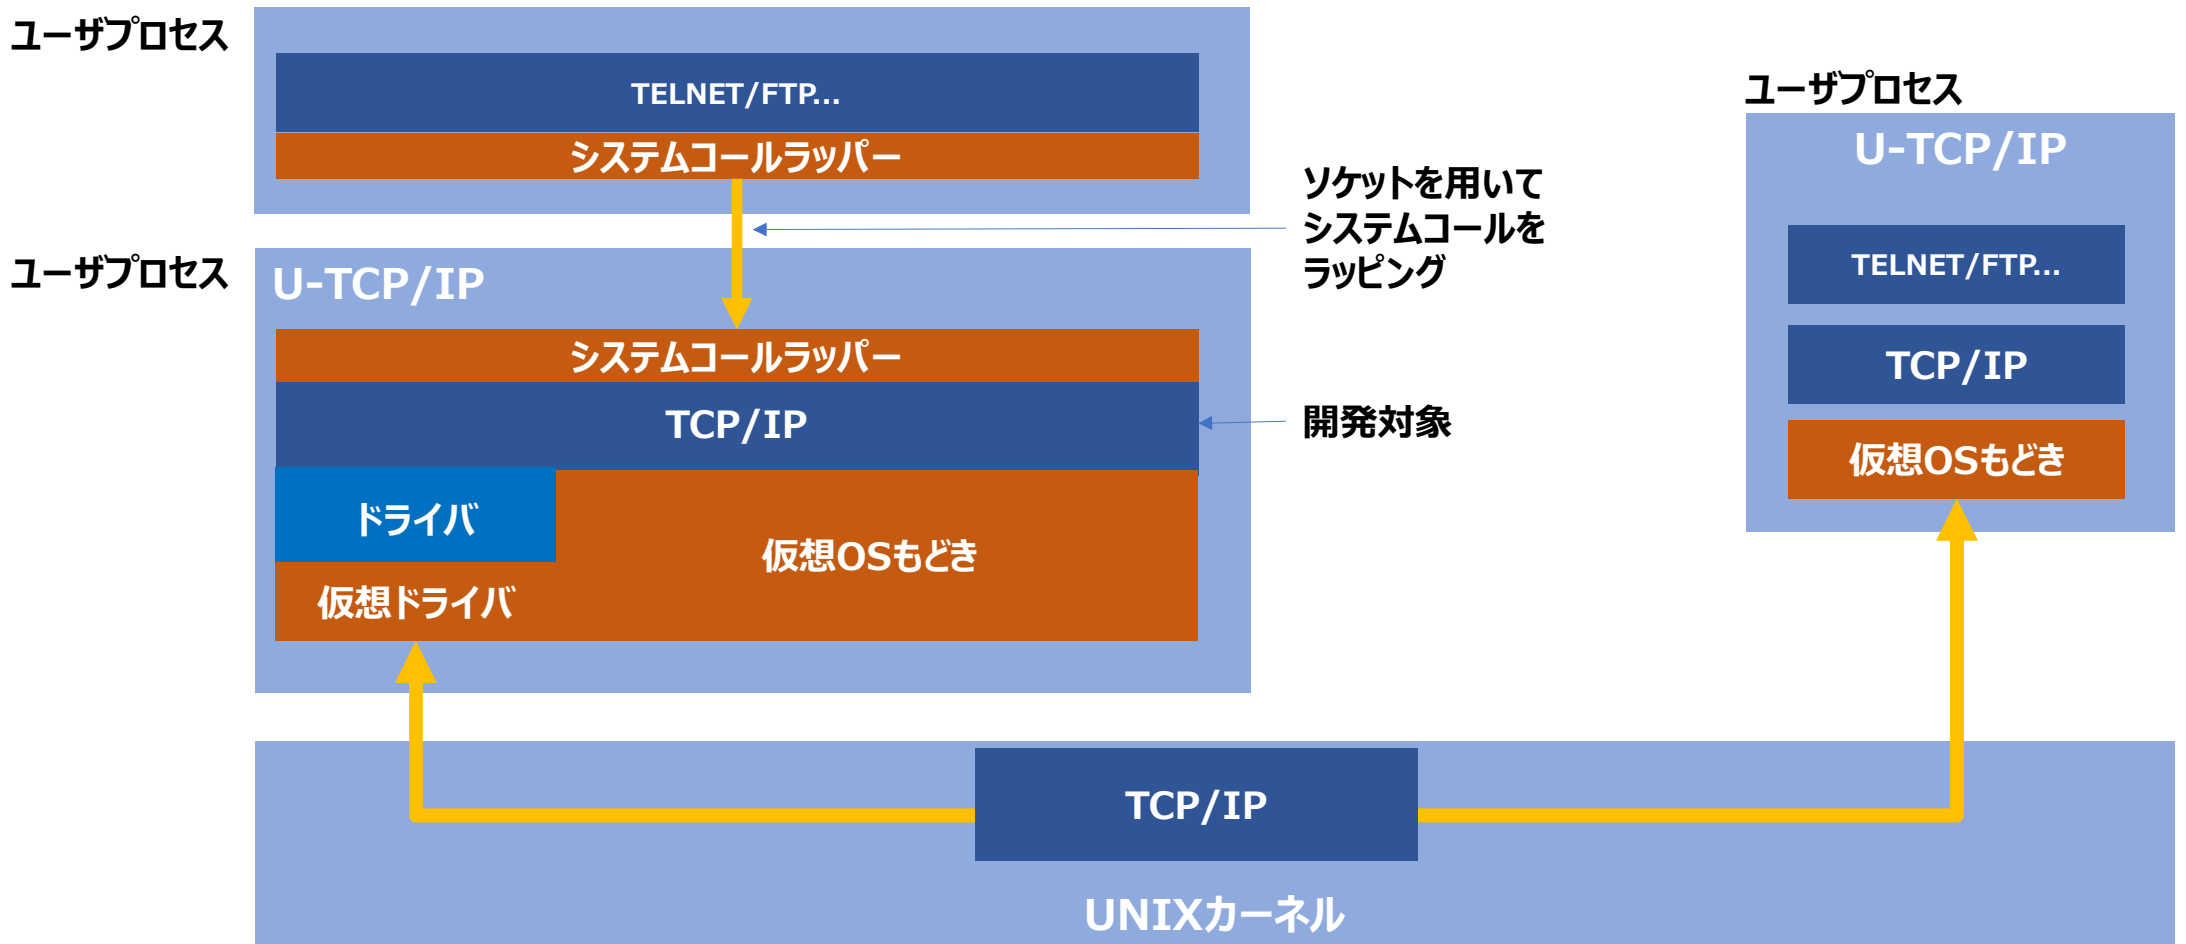 ユーザプロセス
TELNET/FTP...
システムコールラッパー
ソケットを用いて
システムコールを
ラッピング
ユーザプロセス
U-TCP/IP
システムコールラッパー
TCP/IP
開発対象
ドライバ
仮想OSもどき
仮想ドライバ
ユーザプロセス
U-TCP/IP
TELNET/FTP...
TCP/IP
仮想OSもどき
TCP/IP
UNIXカーネル